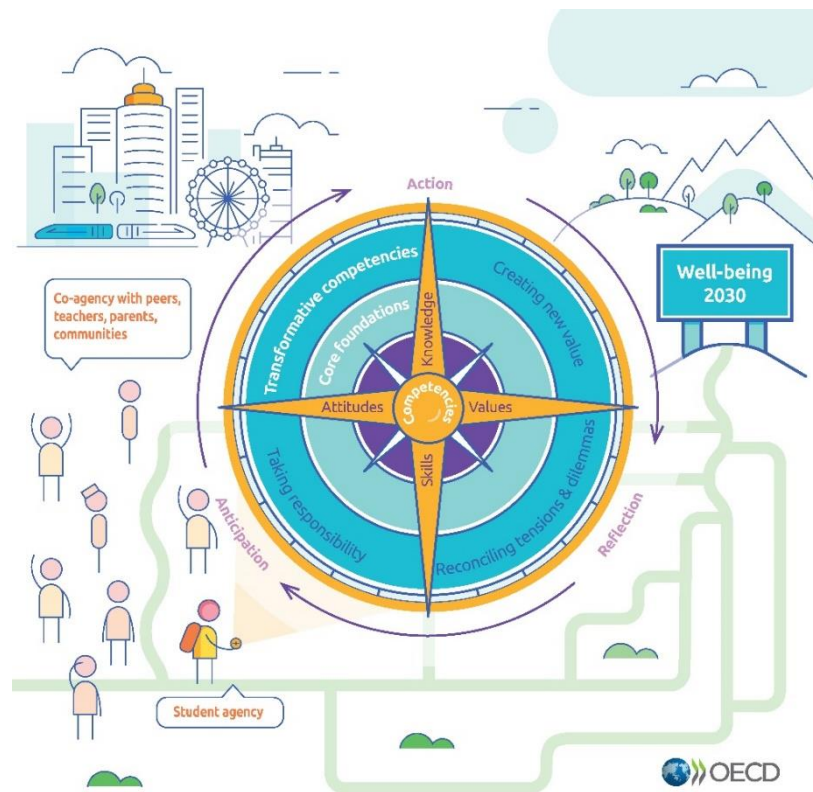 Action
Transformative competencies
Creating new value
Core foundations
Knowledge
Well-being
2030
Co-agency with peers,
teachers, parents,
communities
Attitudes
Competencies
Values
Skills
Taking responsibility
Reconciling tensions & dilemmas
Anticipation
Reflection
Student agency
OECD